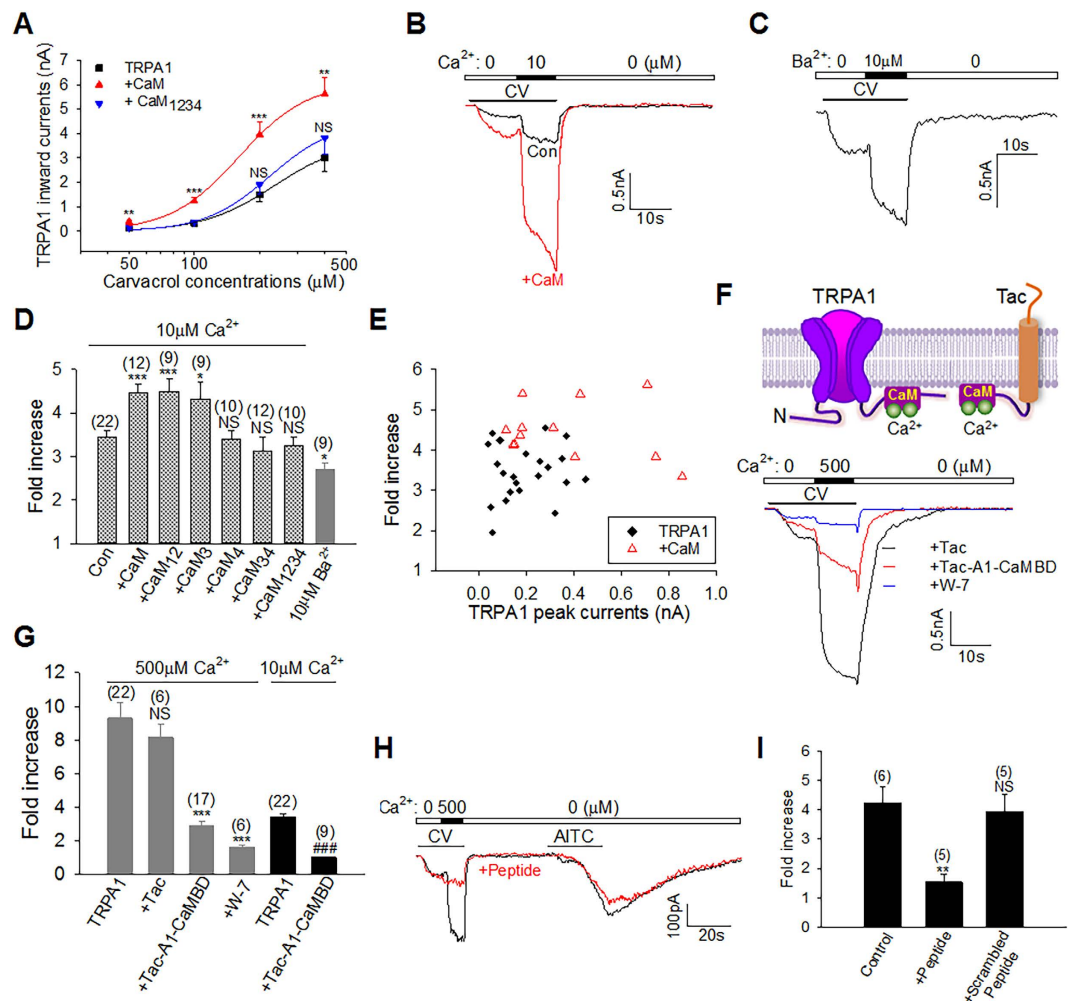 A
TRPA1 inward currents (nA)
7
6
5
4
3
2
1
0
TRPA1
+CaM
+ CaM1234
**
***
***
**
NS
NS
50
100
500
Carvacrol concentrations (μM)
B
Ca2+: 0 10 0 (μM)
CV
Con
+CaM
0.5nA
10s
C
Ba2+: 0 10μM 0
CV
10s
0.5nA
D
10μM Ca2+
Fold increase
5
4
3
2
1
(22)
(12)
***
(9)
***
(9)
*
(10)
NS
(12)
NS
(10)
NS
(9)
*
Con
+CaM
+CaM12
+CaM3
+CaM4
+CaM34
+CaM1234
10μM Ba2+
E
Fold increase
6
5
4
3
2
1
TRPA1
+CaM
0.0 0.2 0.4 0.6 0.8 1.0
TRPA1 peak currents (nA)
F
TRPA1
Tac
N
CaM
CaM
Ca2+
Ca2+
Ca2+: 0 500 0 (μM)
CV
+Tac
+Tac-A1-CaMBD
+W-7
0.5nA
10s
G
500μM Ca2+ 10μM Ca2+
Fold increase
12
10
8
6
4
2
0
(22)
(6)
NS
(17)
***
(6)
***
(22)
(9)
###
TRPA1
+Tac
+Tac-A1-CaMBD
+W-7
TRPA1
+Tac-A1-CaMBD
H
Ca2+: 0 500 0 (μM)
CV
AITC
+Peptide
100pA
20s
I
Fold increase
6
5
4
3
2
1
0
(6)
(5)
**
(5)
NS
Control
+Peptide
+Scrambled
Peptide